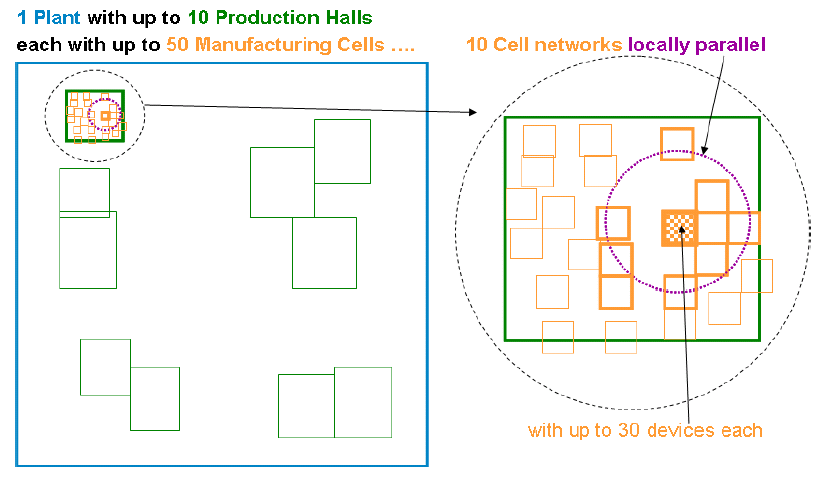 1 Plant with up to 10 Production Halls
each with up to 50 Manufacturing Cells ....
10 Cell networks locally parallel
with up to 30 devices each